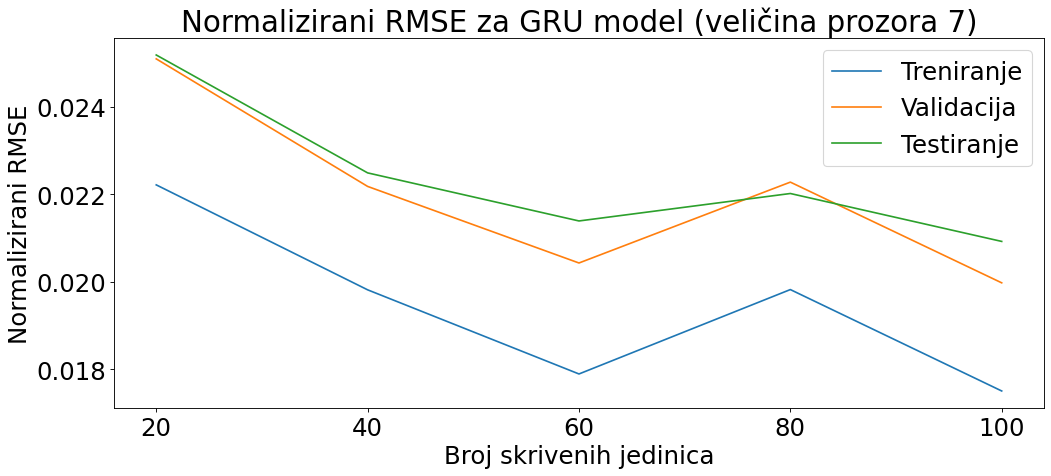 Normalizirani RMSE za GRU model (veličina prozora 7)
Treniranje
Validacija
Testiranje
Normalizirani RMSE
0.024
0.022
0.020
0.018
20
40
60
80
100
Broj skrivenih jedinica